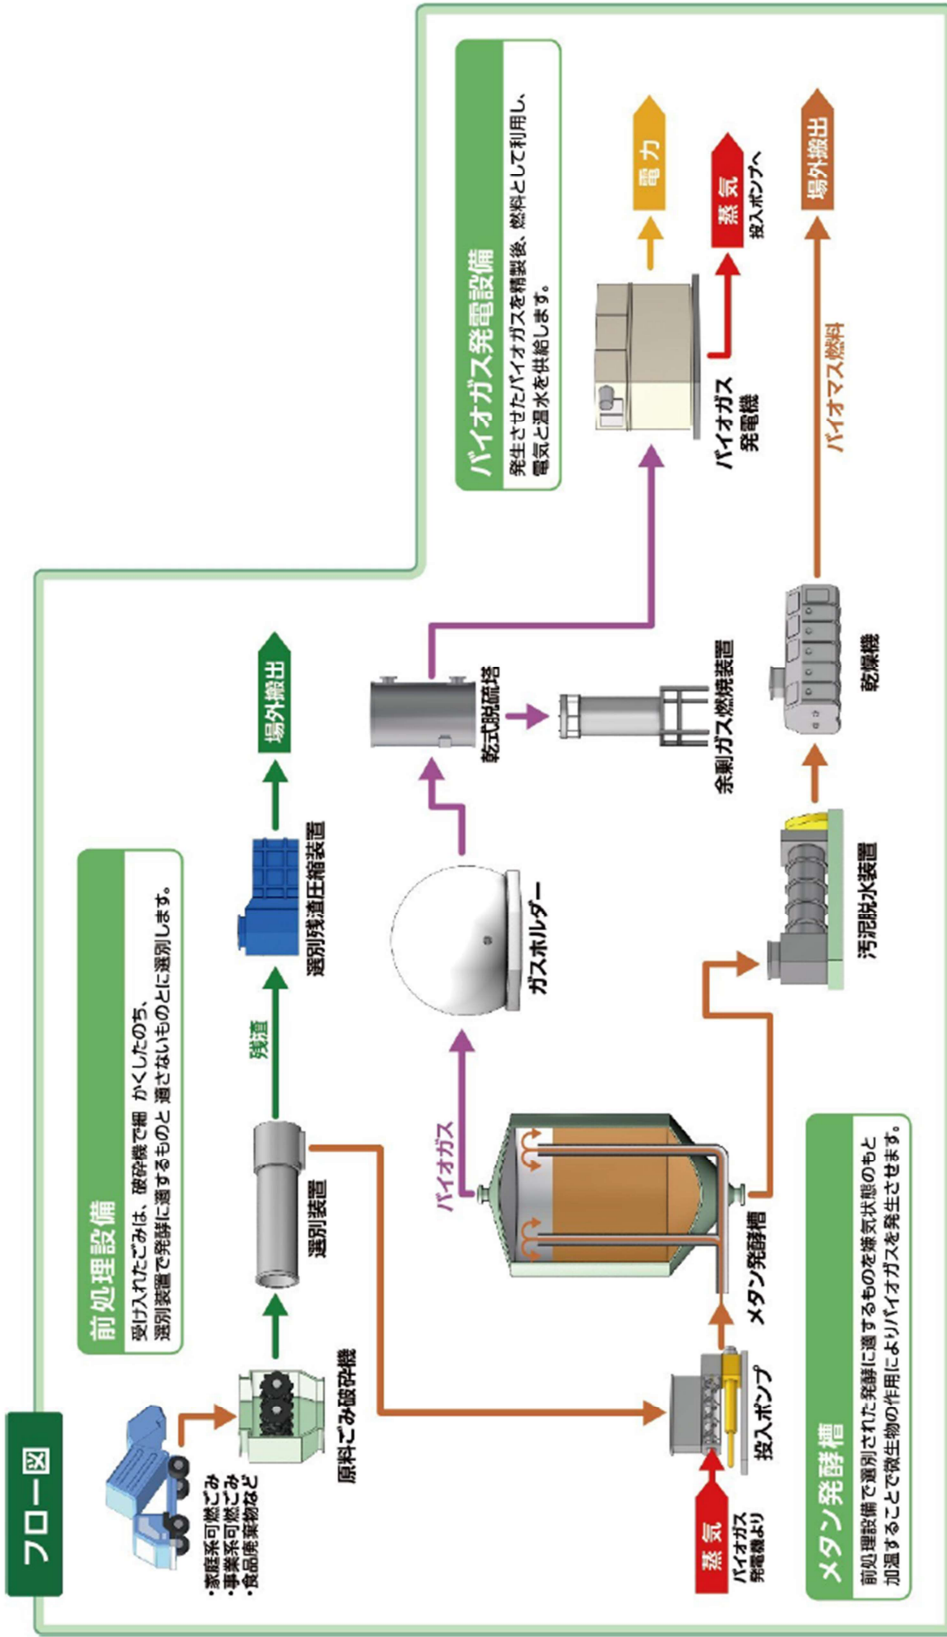 フロー図
前処理設備
受け入れたごみは、破砕機で細 かくしたのち、
選別装置で発酵に適するものと 適さないものとに選別します。
・家庭系可燃ごみ
・事業系可燃ごみ
・食品廃棄物など
原料ごみ破砕機
選別装置
残渣
選別残渣圧縮装置
場外搬出
バイオガス
ガスホルダー
乾式脱硫塔
余剰ガス燃焼装置
バイオガス発電設備
発生させたバイオガスを精製後、燃料として利用し、
電気と温水を供給します。
バイオガス
発電機
電力
蒸気
投入ポンプへ
蒸気
バイオガス
発電機より
投入ポンプ
メタン発酵槽
汚泥脱水装置
乾燥機
バイオマス燃料
場外搬出
メタン発酵槽
前処理設備で選別された発酵に適するものを嫌気状態のもと
加温することで微生物の作用によりバイオガスを発生させます。